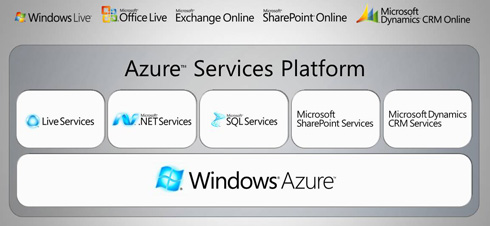 Windows Live™
Microsoft® Office Live
Microsoft® Exchange Online
Microsoft® SharePoint Online
Microsoft Dynamics CRM Online
Azure™ Services Platform
Live Services
Microsoft® .NET Services
Microsoft® SQL Services
Microsoft
SharePoint Services
Microsoft Dynamics
CRM Services
Windows® Azure™